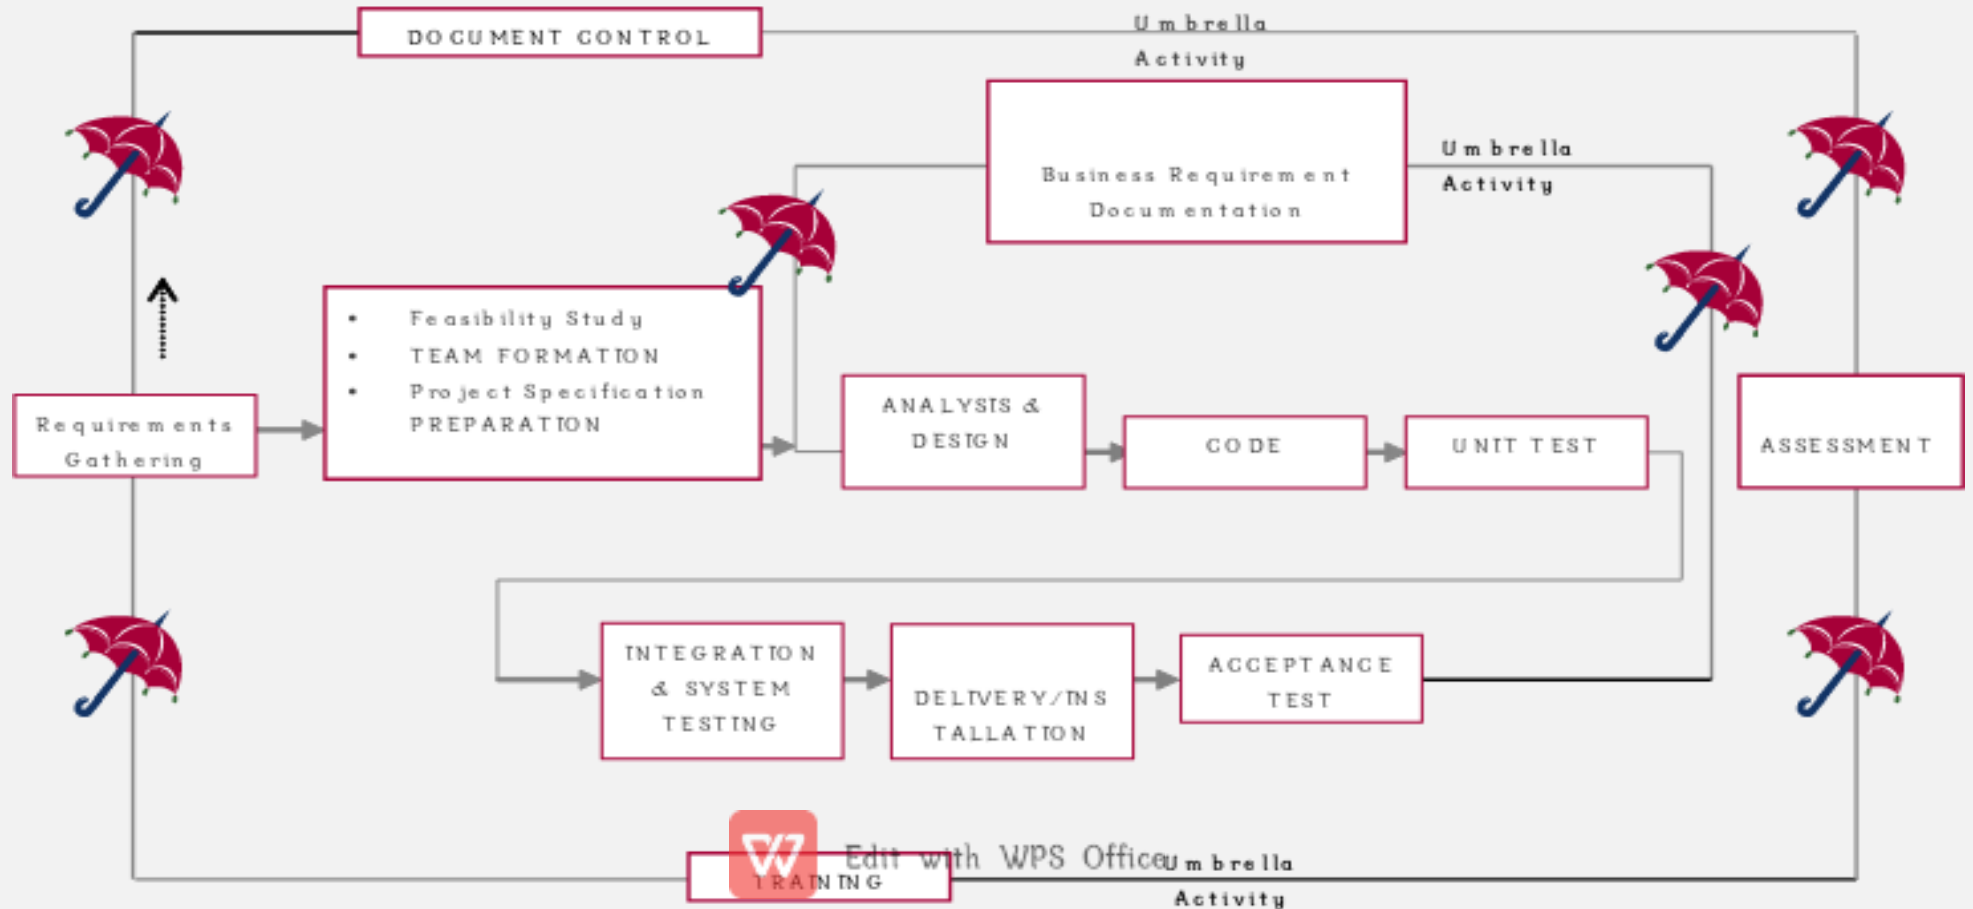 DOCUMENT CONTROL
Umbrella
Activity
Business Requirement
Documentation
Umbrella
Activity
• Feasibility Study
• TEAM FORMATION
• Project Specification
PREPARATION
Requirements
Gathering
ANALYSIS &
DESIGN
CODE
UNIT TEST
ASSESSMENT
INTEGRATION
& SYSTEM
TESTING
DELIVERY/INS
TALLATION
ACCEPTANCE
TEST
Edit with WPS Office
TRAINING
Umbrella
Activity